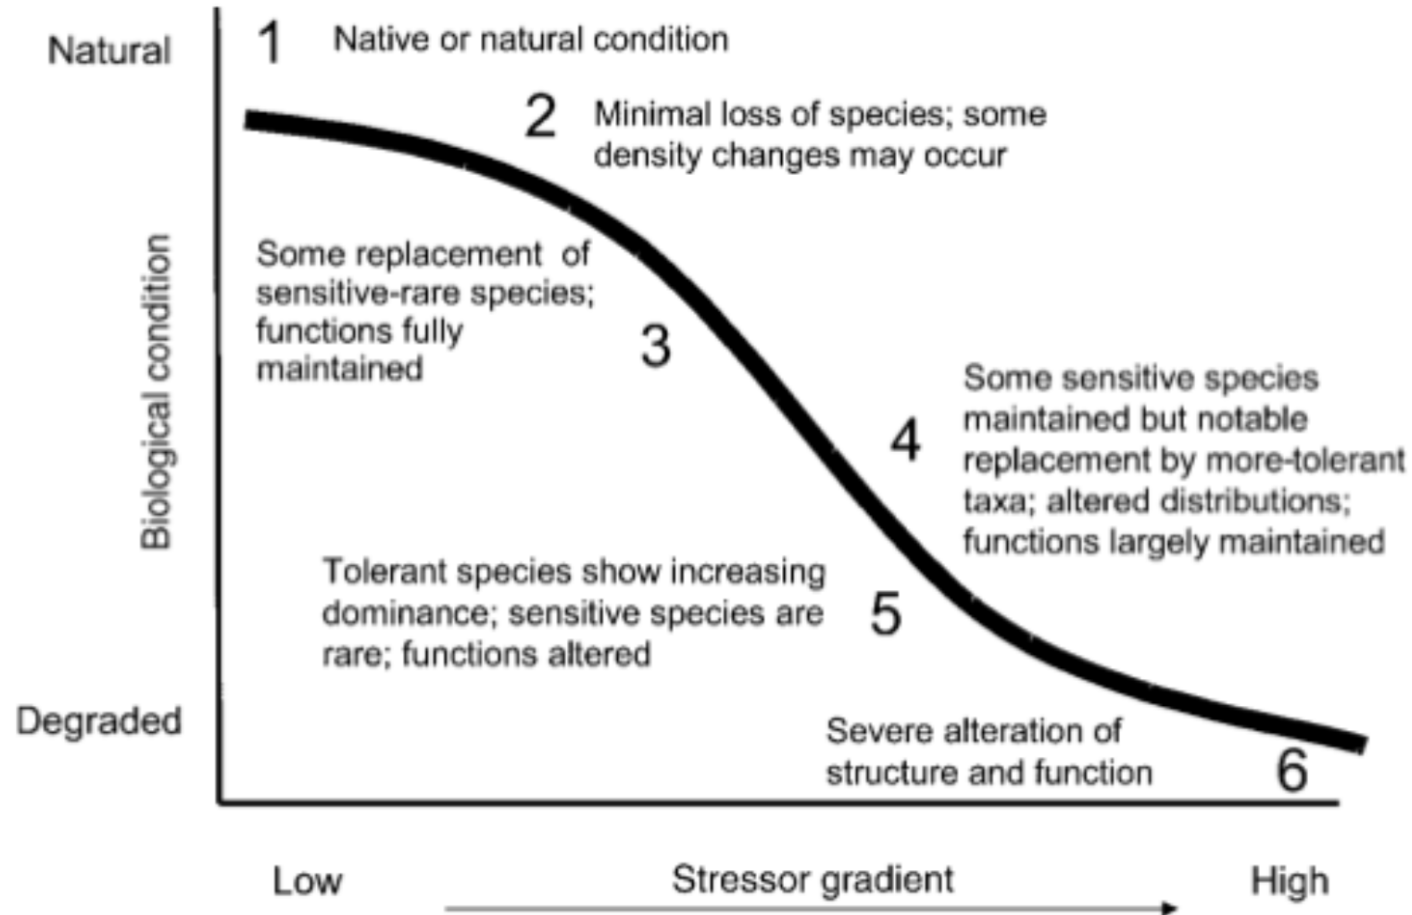 Natural
1 Native or natural condition
2 Minimal loss of species; some
density changes may occur
Some replacement of
sensitive-rare species;
functions fully
maintained
3
Biological condition
4 Some sensitive species
maintained but notable
replacement by more-tolerant
taxa; altered distributions;
functions largely maintained
Tolerant species show increasing
dominance; sensitive species are
rare; functions altered
5
Degraded
Severe alteration of
structure and function
6
Low
Stressor gradient
High